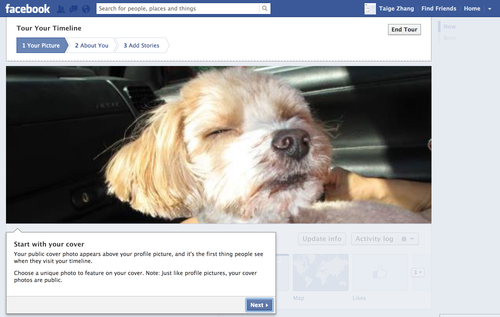 facebook
Search for people, places and things
Taige Zhang Find Friends Home
Tour Your Timeline
End Tour
1 Your Picture 2 About You 3 Add Stories
Now
Start with your cover
Your public cover photo appears above your profile picture, and it's the first thing people see
when they visit your timeline.
Choose a unique photo to feature on your cover. Note: Just like profile pictures, your cover
photos are public.
Next
Update info
Activity log
Map
Likes